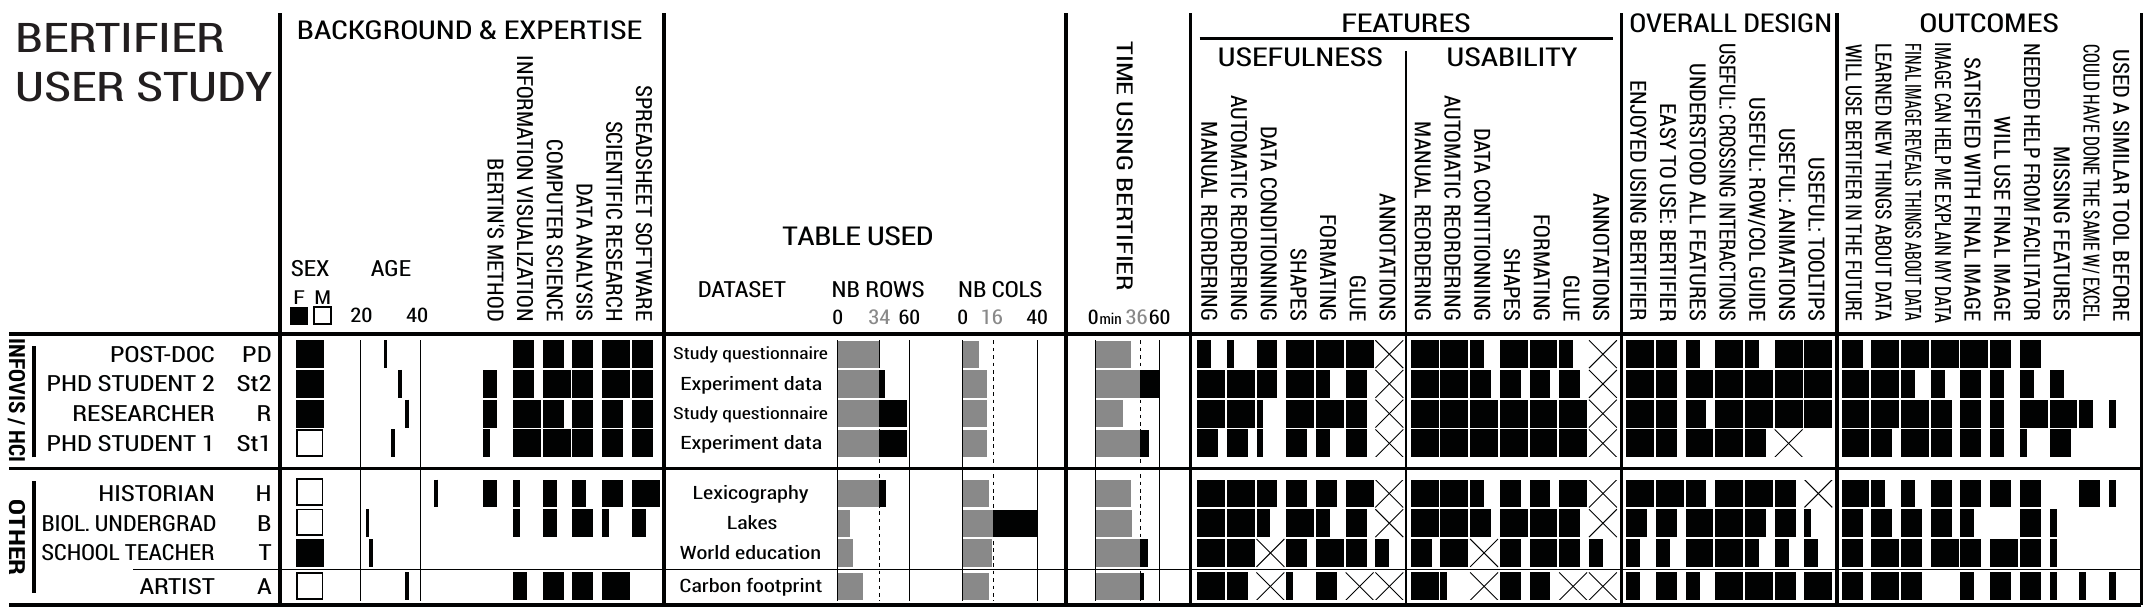 BERTIFIER
USER STUDY
BACKGROUND & EXPERTISE
SEX
F M
AGE
20 40
BERTIN'S METHOD
INFORMATION VISUALIZATION
COMPUTER SCIENCE
DATA ANALYSIS
SCIENTIFIC RESEARCH
SPREADSHEET SOFTWARE
TABLE USED
DATASET
NB ROWS
0 34 60
NB COLS
0 16 40
TIME USING BERTIFIER
0min 36 60
FEATURES
USEFULNESS
MANUAL REORDERING
AUTOMATIC REORDERING
DATA CONDITIONNING
SHAPES
FORMATING
GLUE
ANNOTATIONS
USABILITY
MANUAL REORDERING
AUTOMATIC REORDERING
DATA CONTITIONNING
SHAPES
FORMATING
GLUE
ANNOTATIONS
OVERALL DESIGN
ENJOYED USING BERTIFIER
EASY TO USE: BERTIFIER
UNDERSTOOD ALL FEATURES
USEFUL: CROSSING INTERACTIONS
USEFUL: ROW/COL GUIDE
USEFUL: ANIMATIONS
USEFUL: TOOLTIPS
OUTCOMES
WILL USE BERTIFIER IN THE FUTURE
LEARNED NEW THINGS ABOUT DATA
FINAL IMAGE REVEALS THINGS ABOUT DATA
IMAGE CAN HELP ME EXPLAIN MY DATA
SATISFIED WITH FINAL IMAGE
WILL USE FINAL IMAGE
NEEDED HELP FROM FACILITATOR
MISSING FEATURES
COULD HAVE DONE THE SAME W/ EXCEL
USED A SIMILAR TOOL BEFORE
INFOVIS / HCI
POST-DOC PD Study questionnaire
PHD STUDENT 2 St2 Experiment data
RESEARCHER R Study questionnaire
PHD STUDENT 1 St1 Experiment data
OTHER
HISTORIAN H Lexicography
BIOL. UNDERGRAD B Lakes
SCHOOL TEACHER T World education
ARTIST A Carbon footprint